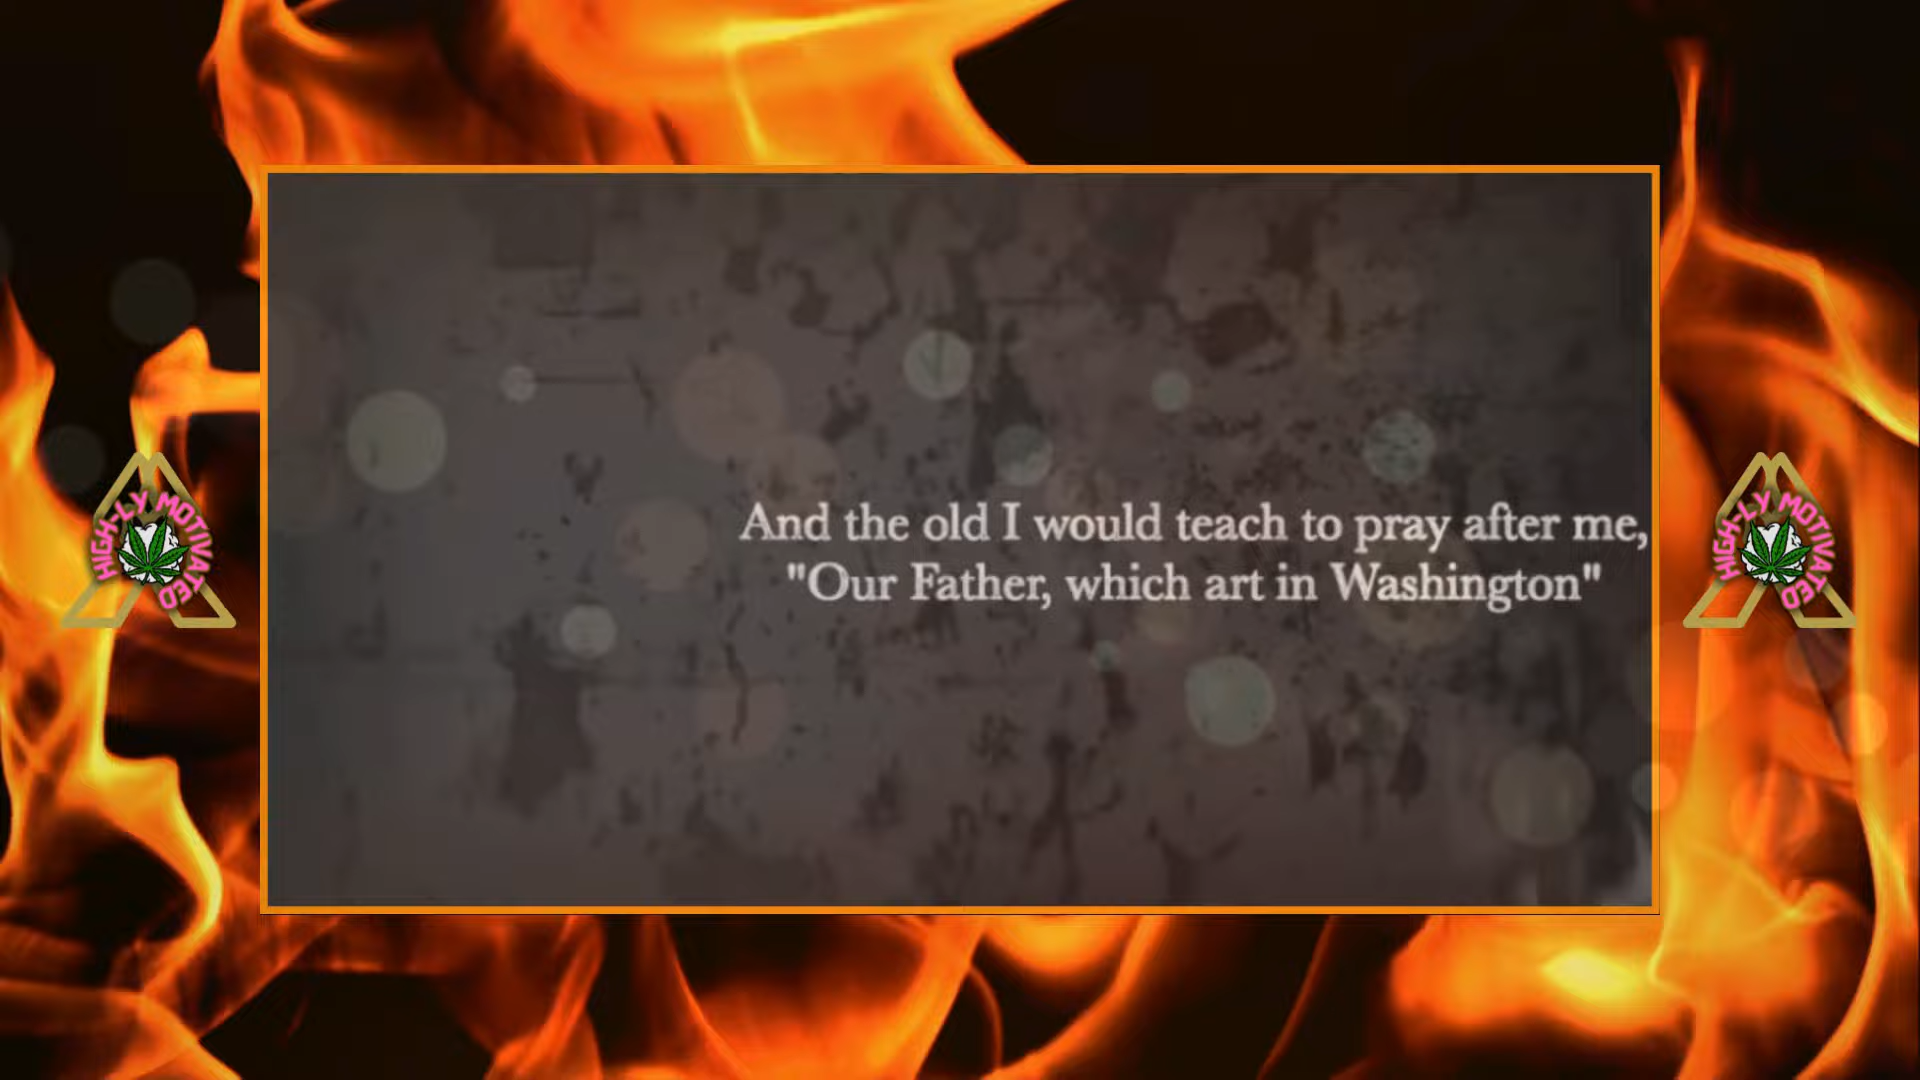 And the old I would teach to pray after me,
"Our Father, which art in Washington"
HIGH-LY MOTIVATED
HIGH-LY MOTIVATED